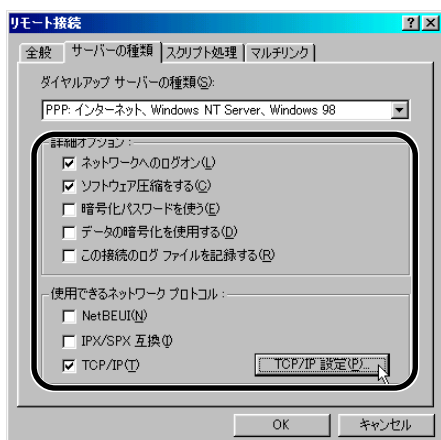 リモート接続
全般 サーバーの種類 スクリプト処理 マルチリンク
ダイヤルアップ サーバーの種類(S):
PPP: インターネット、Windows NT Server、Windows 98
詳細オプション:
ネットワークへのログオン(L)
ソフトウェア圧縮をする(C)
暗号化パスワードを使う(E)
データの暗号化を使用する(D)
この接続のログ ファイルを記録する(R)
使用できるネットワーク プロトコル:
NetBEUI(N)
IPX/SPX 互換(I)
TCP/IP(T) TCP/IP 設定(P)...
OK キャンセル